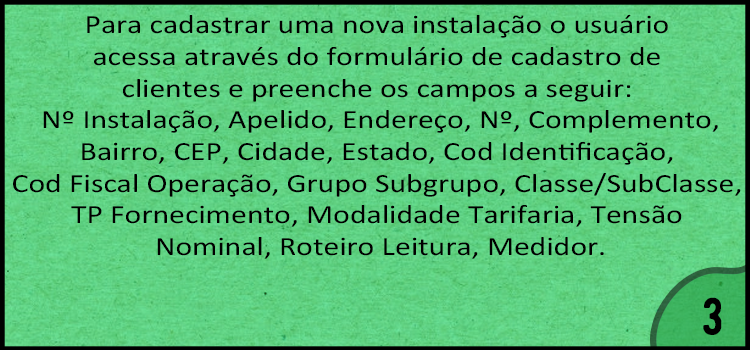 Para cadastrar uma nova instalação o usuário
acessa através do formulário de cadastro de
clientes e preenche os campos a seguir:
Nº Instalação, Apelido, Endereço, Nº, Complemento,
Bairro, CEP, Cidade, Estado, Cod Identificação,
Cod Fiscal Operação, Grupo Subgrupo, Classe/SubClasse,
TP Fornecimento, Modalidade Tarifaria, Tensão
Nominal, Roteiro Leitura, Medidor.
3